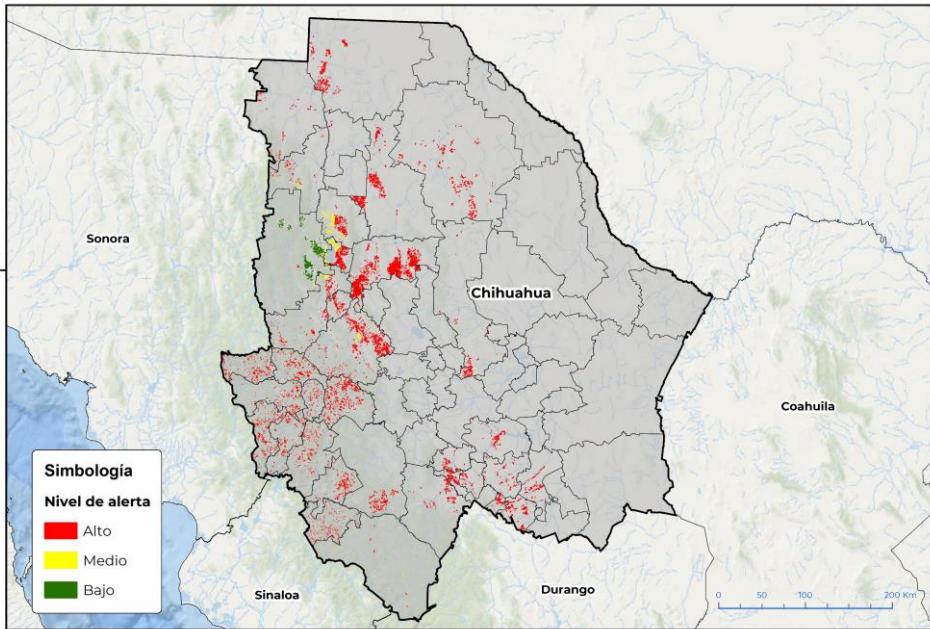 Sonora
Chihuahua
Coahuila
Simbología
Nivel de alerta
Alto
Medio
Bajo
Sinaloa
Durango
0 50 100 200 Km